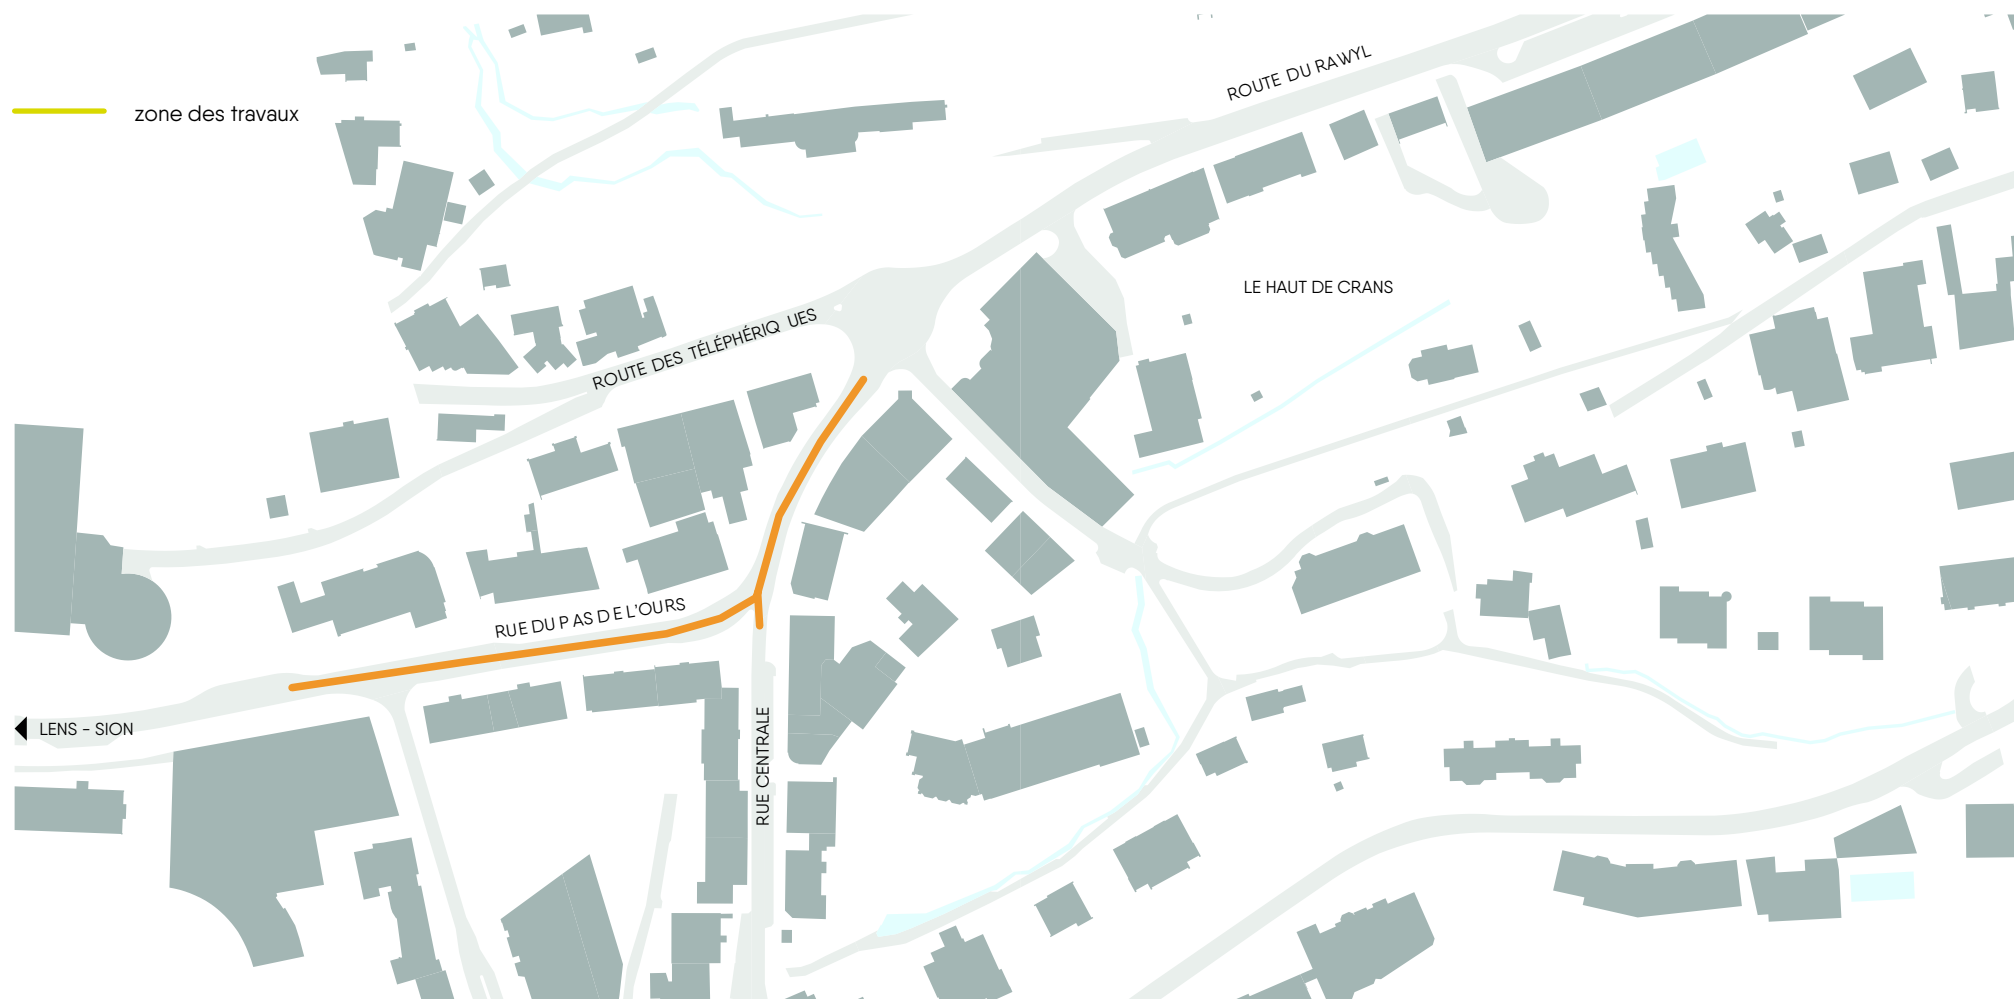 ROUTE DU RAWYL
zone des travaux
LE HAUT DE CRANS
ROUTE DES TÉLÉPHÉRIQ UES
RUE DU P AS D E L'OURS
LENS - SION
RUE CENTRALE